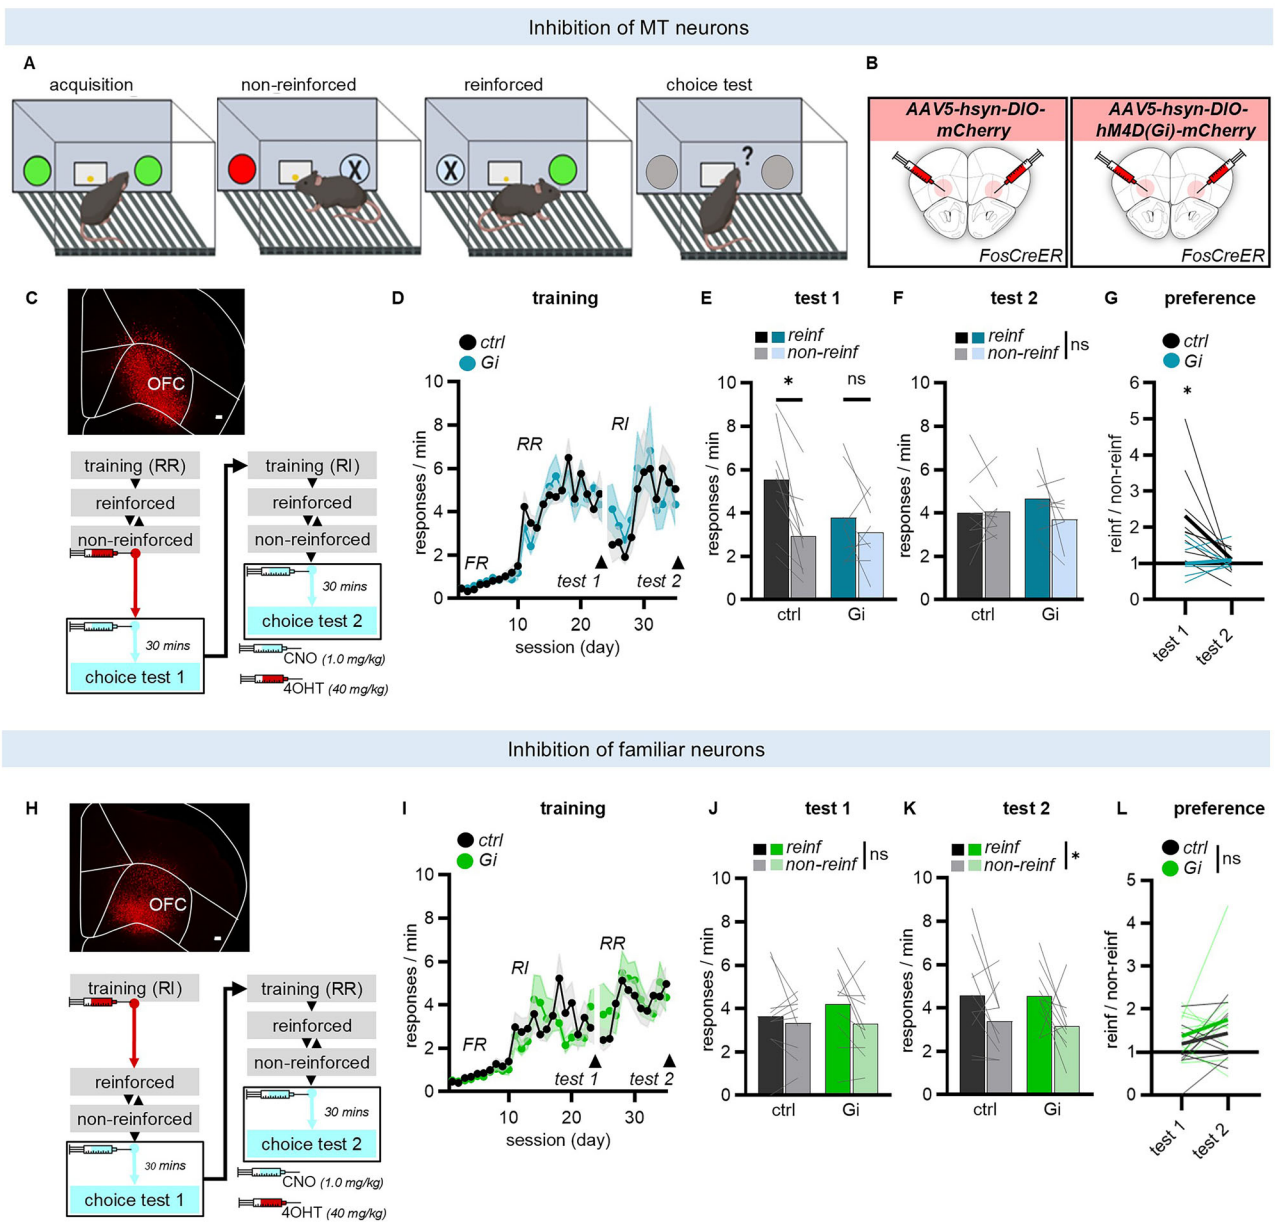 Inhibition of MT neurons
A
acquisition
non-reinforced
reinforced
choice test
X
X
?
B
AAV5-hsyn-DIO-
mCherry
FosCreER
AAV5-hsyn-DIO-
hM4D(Gi)-mCherry
FosCreER
C
OFC
training (RR)
reinforced
non-reinforced
30 mins
choice test 1
training (RI)
reinforced
non-reinforced
30 mins
choice test 2
CNO (1.0 mg/kg)
4OHT (40 mg/kg)
D
training
ctrl
Gi
responses / min
10
8
6
4
2
0
FR
RR
RI
test 1
test 2
10
20
30
session (day)
E
test 1
reinf
non-reinf
*
ns
responses / min
10
8
6
4
2
0
ctrl
Gi
F
test 2
reinf
non-reinf
ns
responses / min
10
8
6
4
2
0
ctrl
Gi
G
preference
ctrl
Gi
*
reinf / non-reinf
6
5
4
3
2
1
0
test 1
test 2
Inhibition of familiar neurons
H
OFC
training (RI)
reinforced
non-reinforced
30 mins
choice test 1
training (RR)
reinforced
non-reinforced
30 mins
choice test 2
CNO (1.0 mg/kg)
4OHT (40 mg/kg)
I
training
ctrl
Gi
responses / min
10
8
6
4
2
0
FR
RI
RR
test 1
test 2
10
20
30
session (day)
J
test 1
reinf
non-reinf
ns
responses / min
10
8
6
4
2
0
ctrl
Gi
K
test 2
reinf
non-reinf
*
responses / min
10
8
6
4
2
0
ctrl
Gi
L
preference
ctrl
Gi
ns
reinf / non-reinf
5
4
3
2
1
0
test 1
test 2